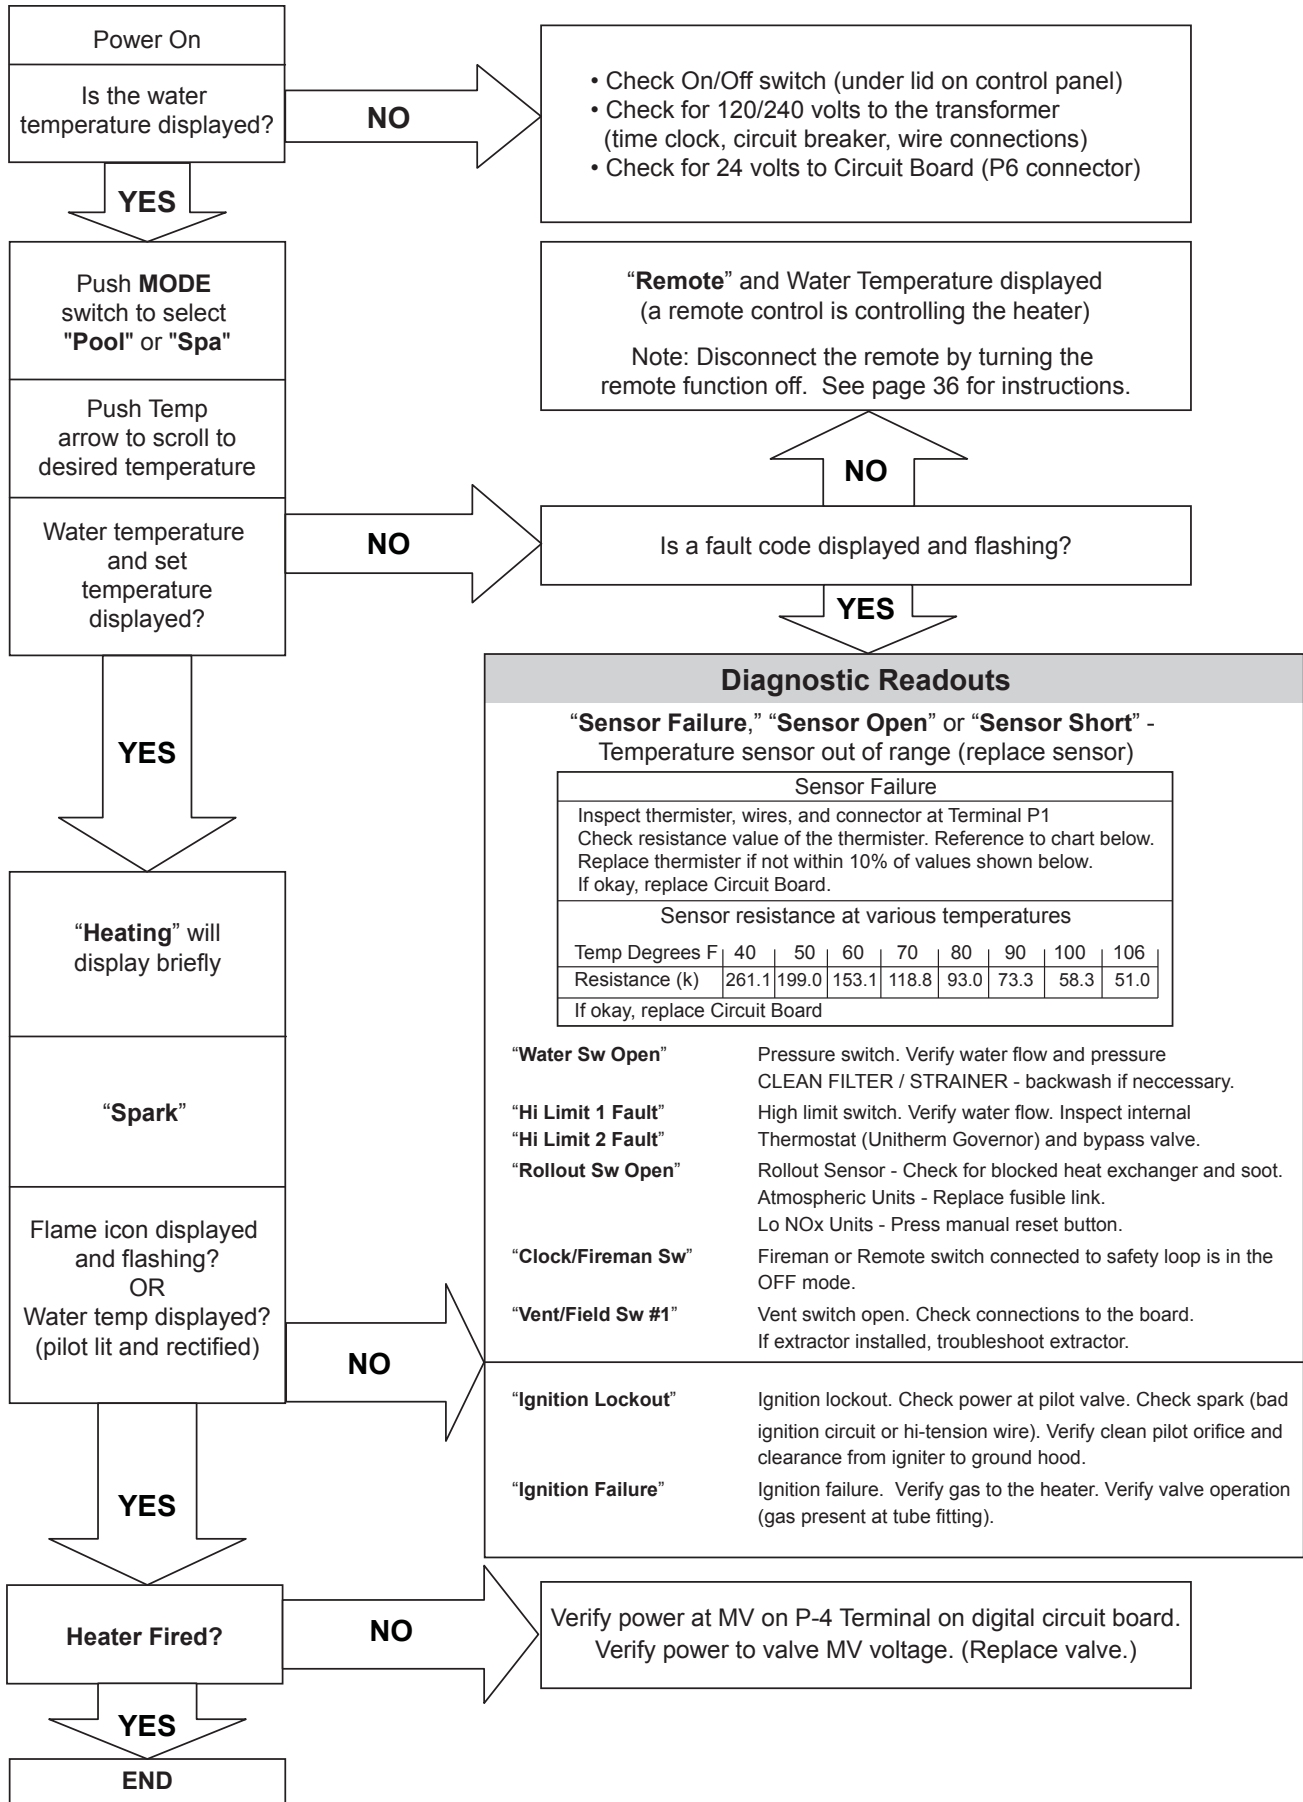 Power On
Is the water
temperature displayed?
NO
• Check On/Off switch (under lid on control panel)
• Check for 120/240 volts to the transformer
(time clock, circuit breaker, wire connections)
• Check for 24 volts to Circuit Board (P6 connector)
YES
Push MODE
switch to select
"Pool" or "Spa"
Push Temp
arrow to scroll to
desired temperature
Water temperature
and set
temperature
displayed?
NO
Is a fault code displayed and flashing?
NO
“Remote” and Water Temperature displayed
(a remote control is controlling the heater)
Note: Disconnect the remote by turning the
remote function off.  See page 36 for instructions.
YES
Diagnostic Readouts
“Sensor Failure,” “Sensor Open” or “Sensor Short” -
Temperature sensor out of range (replace sensor)
Sensor Failure
Inspect thermister, wires, and connector at Terminal P1
Check resistance value of the thermister. Reference to chart below.
Replace thermister if not within 10% of values shown below.
If okay, replace Circuit Board.
Sensor resistance at various temperatures
Temp Degrees F 40 50 60 70 80 90 100 106
Resistance (k) 261.1 199.0 153.1 118.8 93.0 73.3 58.3 51.0
If okay, replace Circuit Board
“Water Sw Open” Pressure switch. Verify water flow and pressure
CLEAN FILTER / STRAINER - backwash if neccessary.
“Hi Limit 1 Fault” High limit switch. Verify water flow. Inspect internal
“Hi Limit 2 Fault” Thermostat (Unitherm Governor) and bypass valve.
“Rollout Sw Open” Rollout Sensor - Check for blocked heat exchanger and soot.
Atmospheric Units - Replace fusible link.
Lo NOx Units - Press manual reset button.
“Clock/Fireman Sw” Fireman or Remote switch connected to safety loop is in the
OFF mode.
“Vent/Field Sw #1” Vent switch open. Check connections to the board.
If extractor installed, troubleshoot extractor.
“Ignition Lockout” Ignition lockout. Check power at pilot valve. Check spark (bad
ignition circuit or hi-tension wire). Verify clean pilot orifice and
clearance from igniter to ground hood.
“Ignition Failure” Ignition failure.  Verify gas to the heater. Verify valve operation
(gas present at tube fitting).
YES
“Heating” will
display briefly
“Spark”
Flame icon displayed
and flashing?
OR
Water temp displayed?
(pilot lit and rectified)
NO
YES
Heater Fired?
NO
Verify power at MV on P-4 Terminal on digital circuit board.
Verify power to valve MV voltage. (Replace valve.)
YES
END